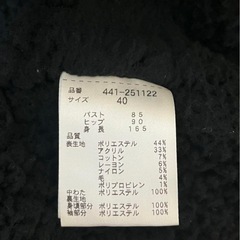 品番 441-251122
サイズ 40
バスト 85
ヒップ 90
身長 165
品質
表生地 ポリエステル 44%
アクリル 33%
コットン 7%
レーヨン 6%
ナイロン 5%
毛 4%
ポリプロピレン 1%
中わた ポリエステル 100%
裏生地
身頃部分 ポリエステル 100%
袖部分 ポリエステル 100%